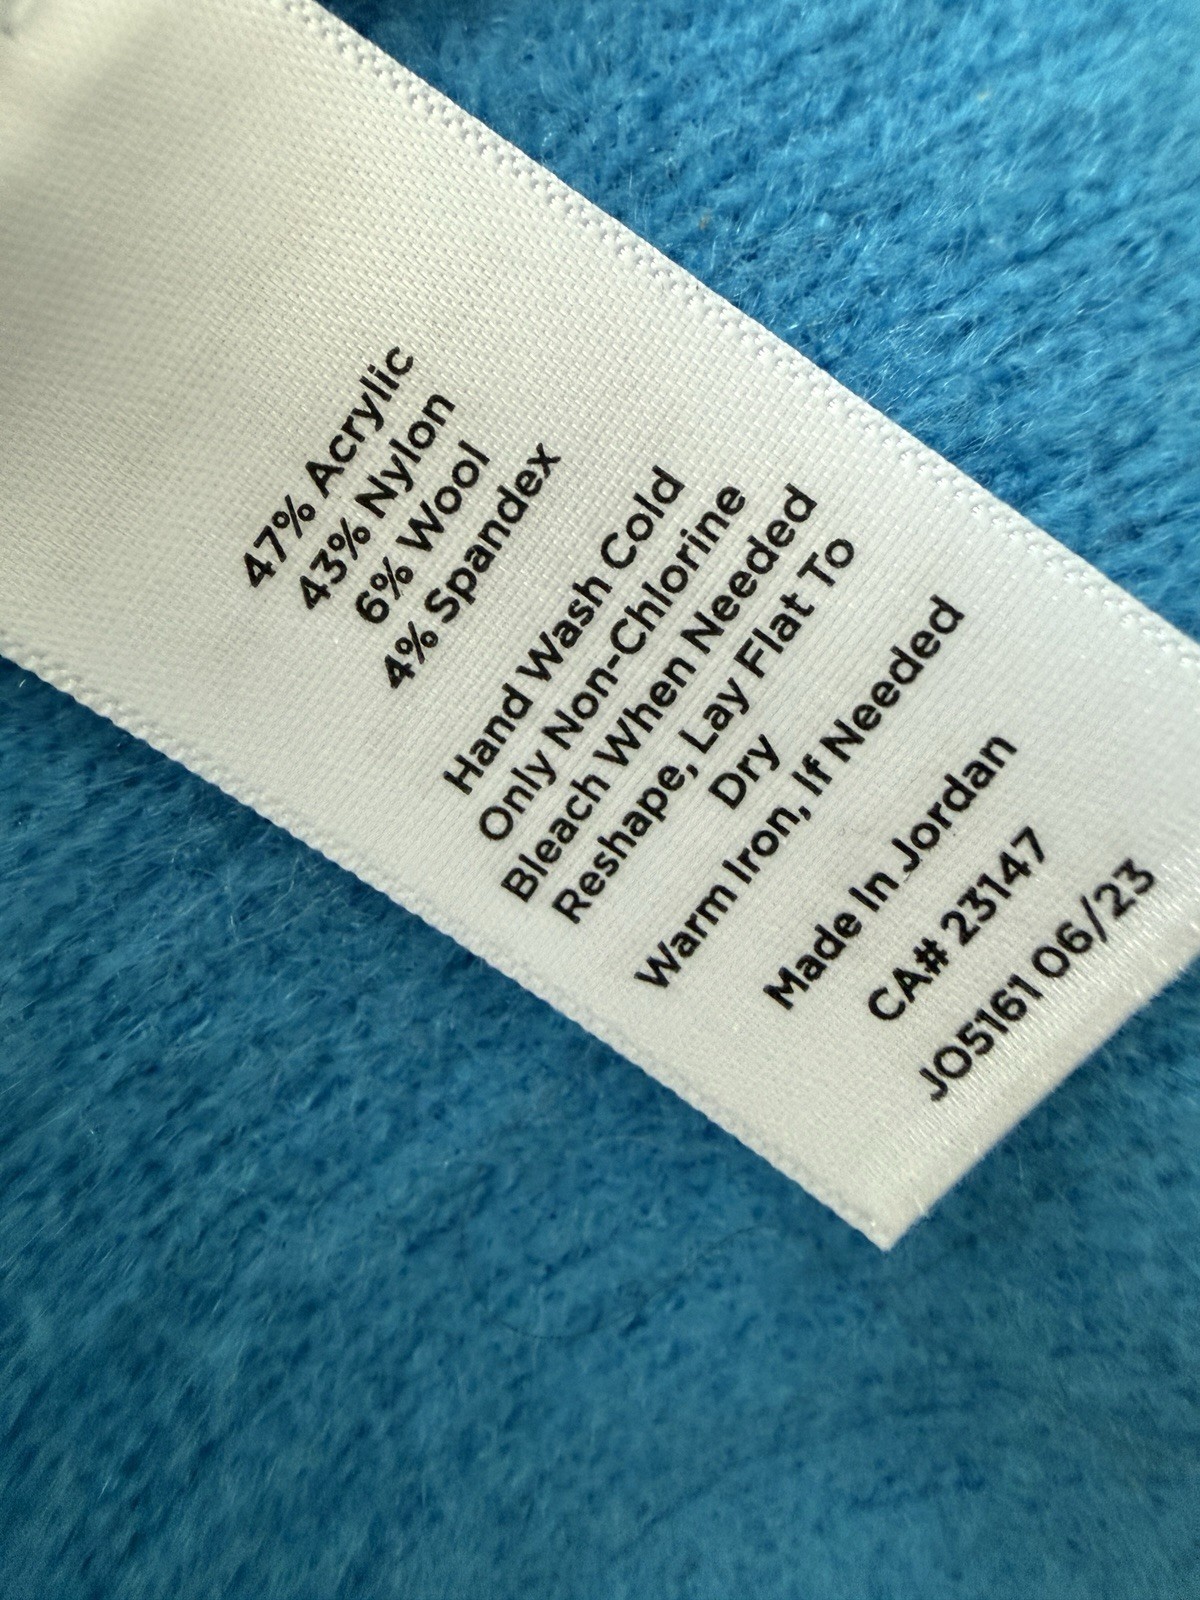 47% Acrylic
43% Nylon
6% Wool
4% Spandex
Hand Wash Cold
Only Non-Chlorine
Bleach When Needed
Reshape, Lay Flat To
Dry
Warm Iron, If Needed
Made In Jordan
CA# 23147
JO5161 06/23